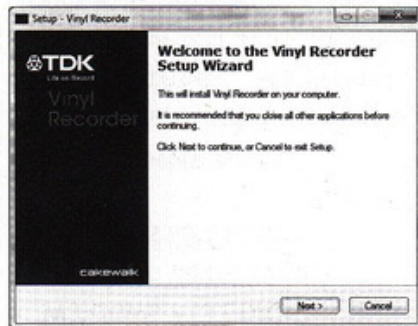 Setup - Vinyl Recorder
TDK
Life on Record
Vinyl
Recorder
cakewalk
Welcome to the Vinyl Recorder
Setup Wizard
This will install Vinyl Recorder on your computer.
It is recommended that you close all other applications before
continuing.
Click Next to continue, or Cancel to exit Setup.
Next >
Cancel